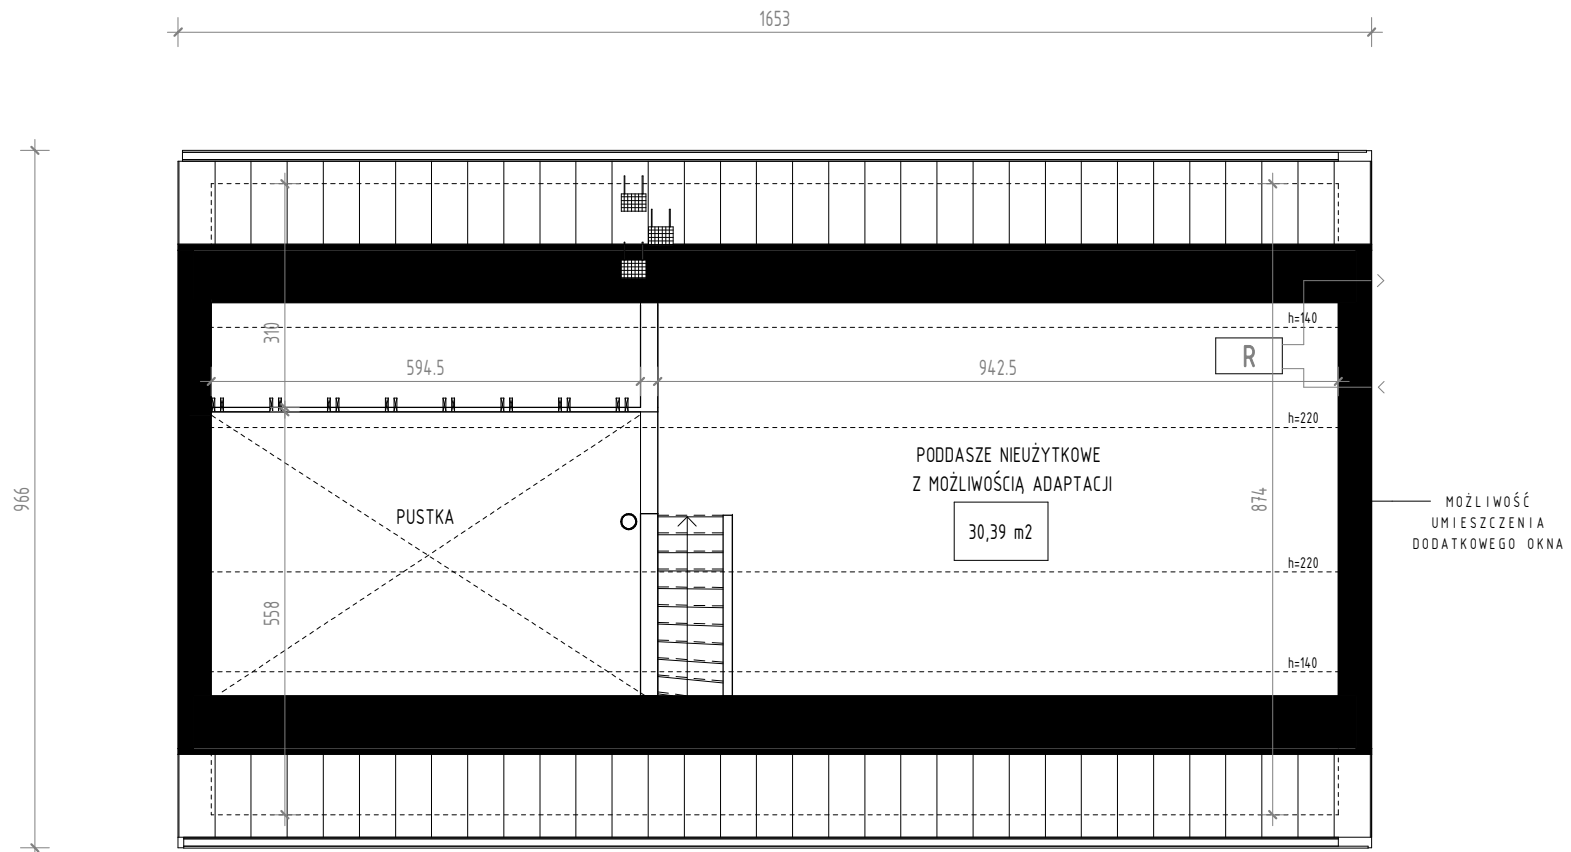 1653
966
310
594.5
942.5
h=140
R
h=220
PODDASZE NIEUŻYTKOWE
Z MOŻLIWOŚCIĄ ADAPTACJI
30,39 m2
874
PUSTKA
MOŻLIWOŚĆ
UMIESZCZENIA
DODATKOWEGO OKNA
h=220
558
h=140